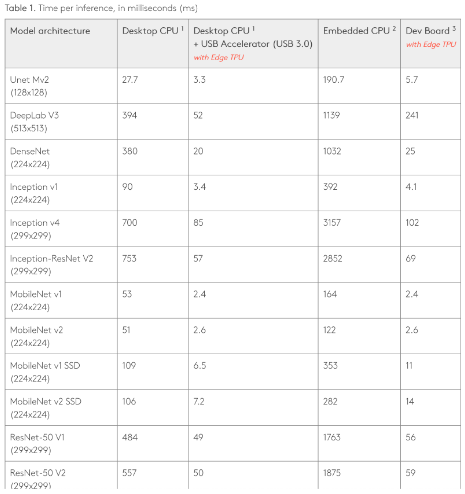 Table 1. Time per inference, in milliseconds (ms)
Model architecture Desktop CPU 1 Desktop CPU 1 Embedded CPU 2 Dev Board 3
+ USB Accelerator (USB 3.0) with Edge TPU
with Edge TPU
Unet Mv2 27.7 3.3 190.7 5.7
(128x128)
DeepLab V3 394 52 1139 241
(513x513)
DenseNet 380 20 1032 25
(224x224)
Inception v1 90 3.4 392 4.1
(224x224)
Inception v4 700 85 3157 102
(299x299)
Inception-ResNet V2 753 57 2852 69
(299x299)
MobileNet v1 53 2.4 164 2.4
(224x224)
MobileNet v2 51 2.6 122 2.6
(224x224)
MobileNet v1 SSD 109 6.5 353 11
(224x224)
MobileNet v2 SSD 106 7.2 282 14
(224x224)
ResNet-50 V1 484 49 1763 56
(299x299)
ResNet-50 V2 557 50 1875 59
(299x299)